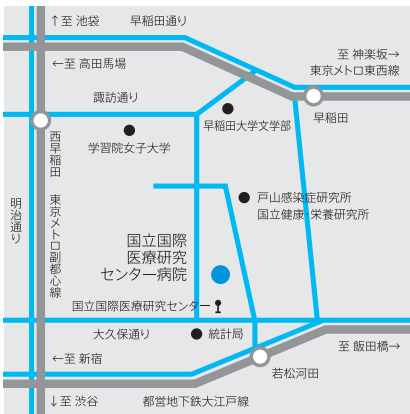 ↑至 池袋
早稲田通り
至 神楽坂→
東京メトロ東西線
←至 高田馬場
諏訪通り
早稲田
早稲田大学文学部
西早稲田
学習院女子大学
明治通り
東京メトロ副都心線
戸山感染症研究所
国立健康・栄養研究所
国立国際
医療研究
センター病院
国立国際医療研究センター
大久保通り
統計局
至 飯田橋→
←至 新宿
若松河田
↓至 渋谷
都営地下鉄大江戸線